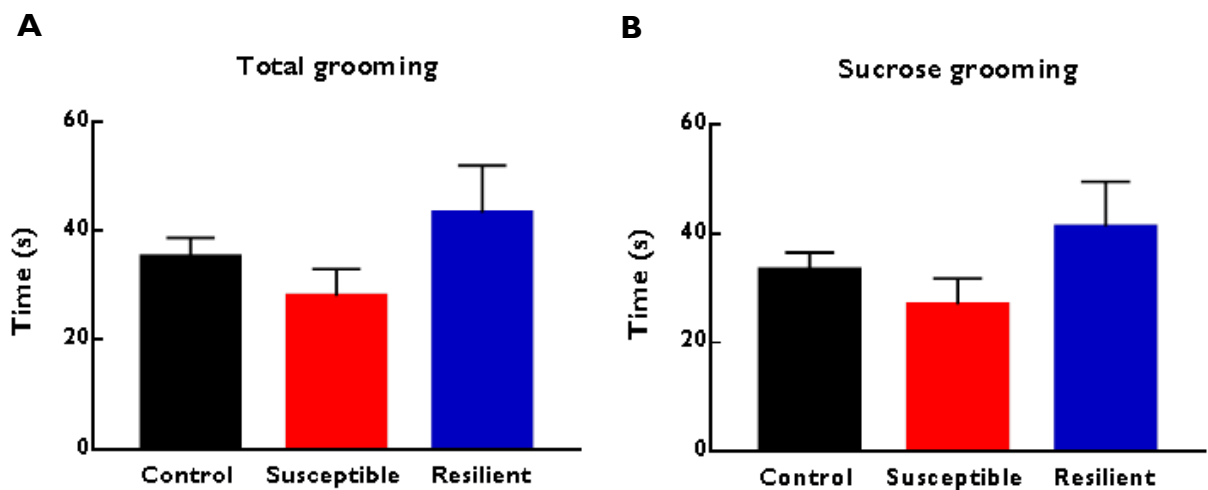 A
Total grooming
60
40
20
0
Time (s)
Control Susceptible Resilient
B
Sucrose grooming
60
40
20
0
Time (s)
Control Susceptible Resilient